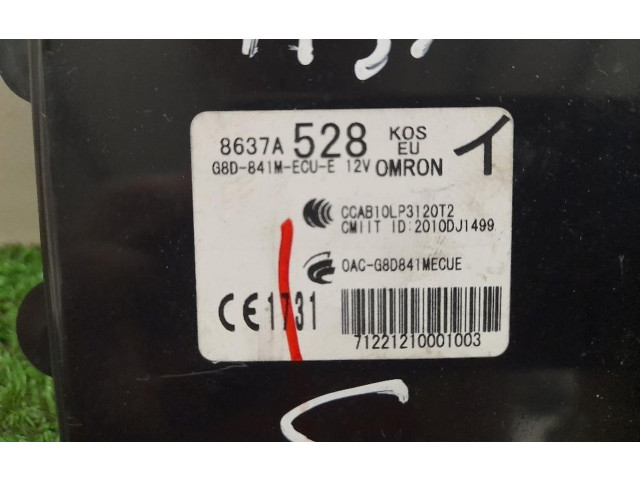 8637A 528 KOS EU イ
G8D-841M-ECU-E 12V OMRON
CCAB10LP3120T2
CMIIT ID:2010DJ1499
OAC-G8D841MECUE
CE1731
71221210001003